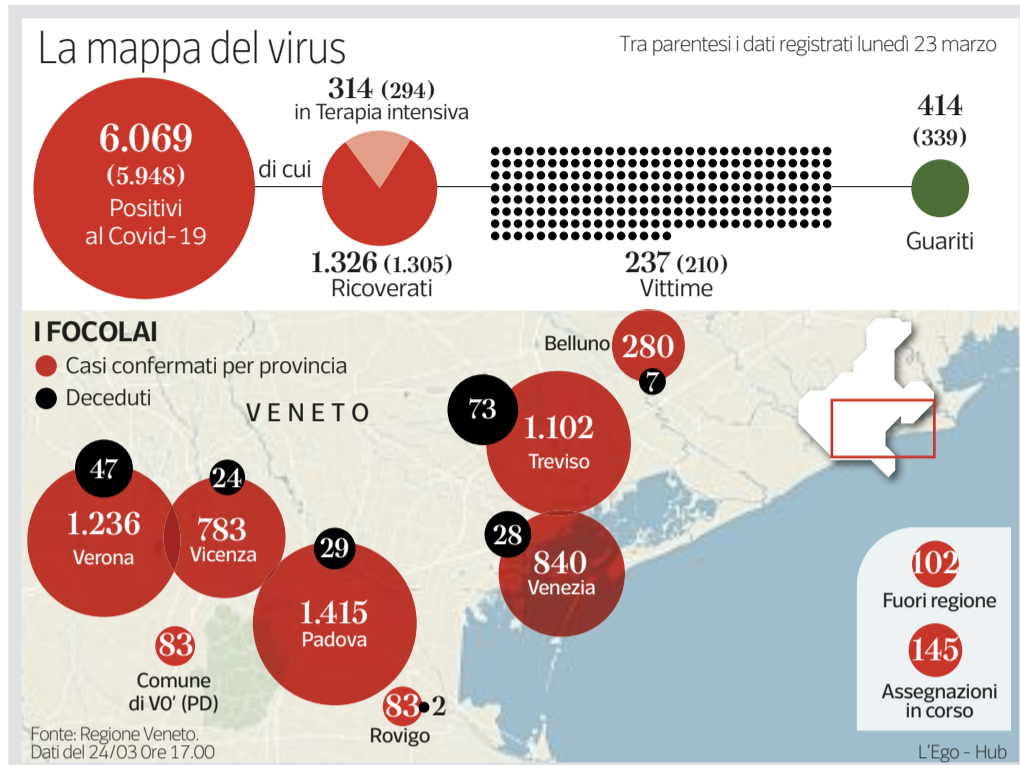 La mappa del virus
Tra parentesi i dati registrati lunedì 23 marzo
6.069
(5.948)
Positivi
al Covid-19
di cui
314 (294)
in Terapia intensiva
1.326 (1.305)
Ricoverati
237 (210)
Vittime
414
(339)
Guariti
I FOCOLAI
Casi confermati per provincia
Deceduti
VENETO
Belluno
280
7
73
1.102
Treviso
47
1.236
Verona
24
783
Vicenza
29
1.415
Padova
28
840
Venezia
83
Comune
di VO' (PD)
83
2
Rovigo
102
Fuori regione
145
Assegnazioni
in corso
Fonte: Regione Veneto.
Dati del 24/03 Ore 17.00
L'Ego - Hub